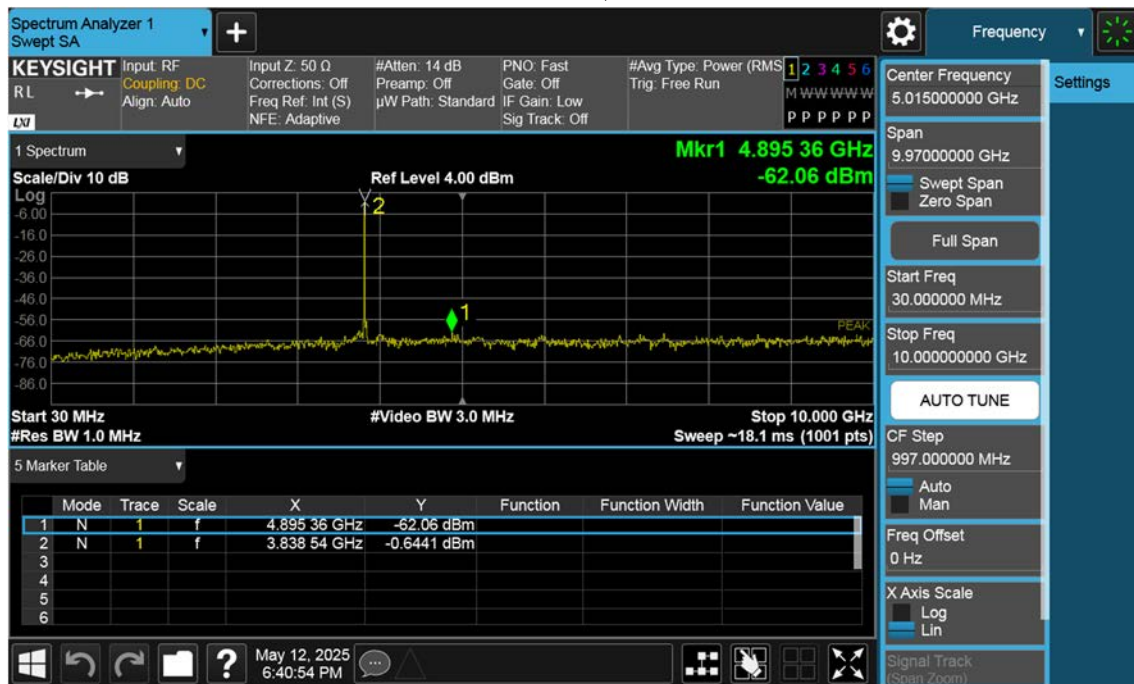 Spectrum Analyzer 1
Swept SA
Frequency
KEYSIGHT
RL
LXI
Input: RF
Coupling: DC
Align: Auto
Input Z: 50 Ω
Corrections: Off
Freq Ref: Int (S)
NFE: Adaptive
#Atten: 14 dB
Preamp: Off
µW Path: Standard
PNO: Fast
Gate: Off
IF Gain: Low
Sig Track: Off
#Avg Type: Power (RMS
Trig: Free Run
1 2 3 4 5 6
M W W W W W
P P P P P P
1 Spectrum
Mkr1 4.895 36 GHz
Scale/Div 10 dB
Ref Level 4.00 dBm
-62.06 dBm
Log
2
-6.00
-16.0
-26.0
-36.0
-46.0
1
-56.0
PEAK
-66.0
-76.0
-86.0
Start 30 MHz
#Video BW 3.0 MHz
Stop 10.000 GHz
#Res BW 1.0 MHz
Sweep ~18.1 ms (1001 pts)
5 Marker Table
Mode Trace Scale X Y Function Function Width Function Value
1 N 1 f 4.895 36 GHz -62.06 dBm
2 N 1 f 3.838 54 GHz -0.6441 dBm
3
4
5
6
?
May 12, 2025
6:40:54 PM
Center Frequency
5.015000000 GHz
Span
9.97000000 GHz
Swept Span
Zero Span
Full Span
Start Freq
30.000000 MHz
Stop Freq
10.000000000 GHz
AUTO TUNE
CF Step
997.000000 MHz
Auto
Man
Freq Offset
0 Hz
X Axis Scale
Log
Lin
Signal Track
(Span Zoom)
Settings